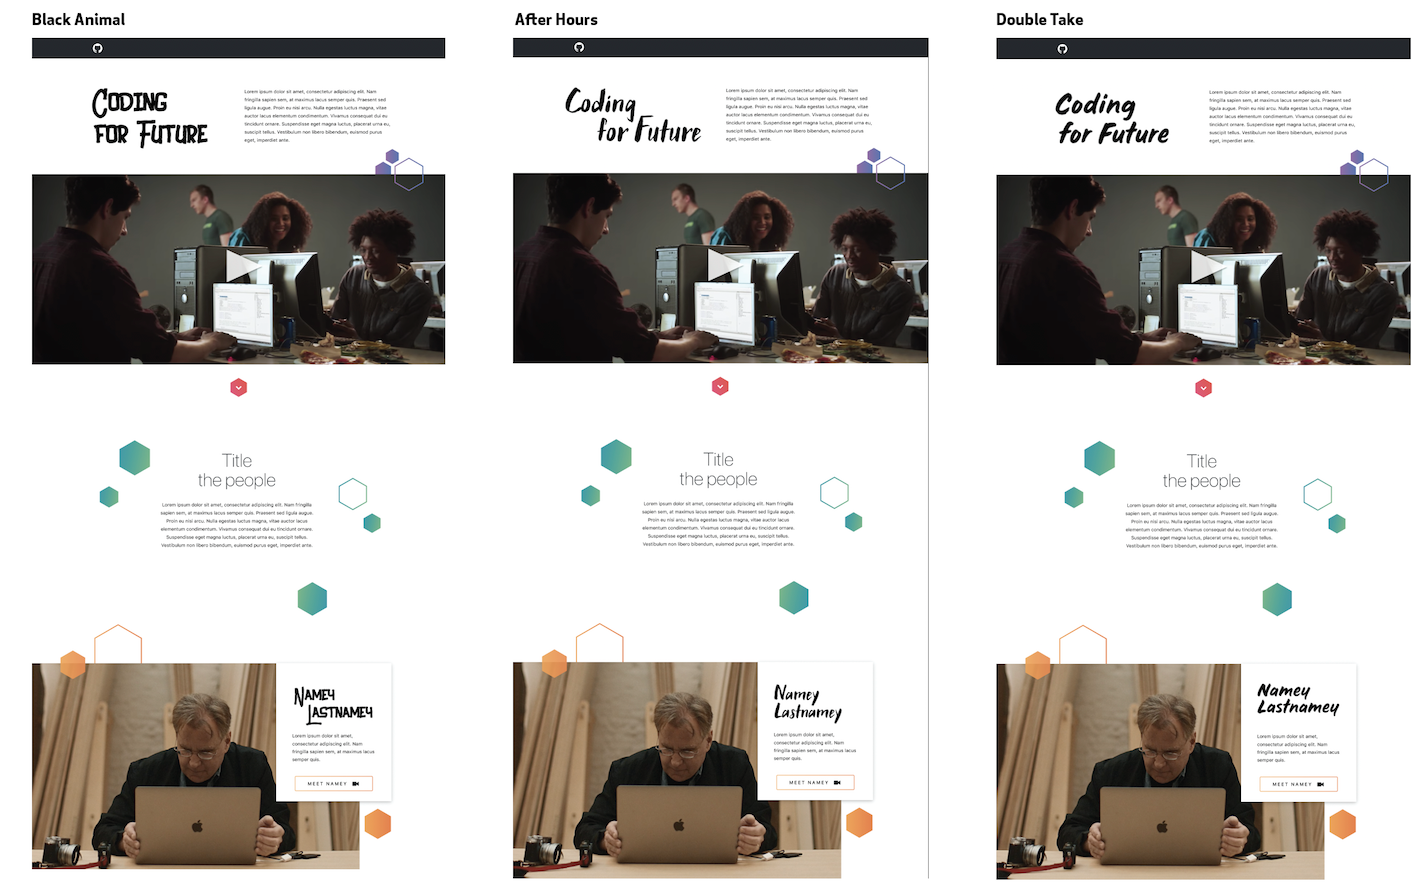 Black Animal
CODING
FOR FUTURE
Lorem ipsum dolor sit amet, consectetur adipiscing elit. Nam
fringilla sapien sem, at maximus lacus semper quis. Praesent sed
ligula augue. Proin eu nisi arcu. Nulla egestas luctus magna, vitae
auctor lacus elementum condimentum. Vivamus consequat dui eu
tincidunt ornare. Suspendisse eget magna luctus, placerat urna eu,
suscipit tellus. Vestibulum non libero bibendum, euismod purus
eget, imperdiet ante.
Title
the people
Lorem ipsum dolor sit amet, consectetur adipiscing elit. Nam fringilla
sapien sem, at maximus lacus semper quis. Praesent sed ligula augue.
Proin eu nisi arcu. Nulla egestas luctus magna, vitae auctor lacus
elementum condimentum. Vivamus consequat dui eu tincidunt ornare.
Suspendisse eget magna luctus, placerat urna eu, suscipit tellus.
Vestibulum non libero bibendum, euismod purus eget, imperdiet ante.
NAMEY
LASTNAMEY
Lorem ipsum dolor sit amet,
consectetur adipiscing elit. Nam
fringilla sapien sem, at maximus lacus
semper quis.
MEET NAMEY
After Hours
Coding
for Future
Lorem ipsum dolor sit amet, consectetur adipiscing elit. Nam
fringilla sapien sem, at maximus lacus semper quis. Praesent sed
ligula augue. Proin eu nisi arcu. Nulla egestas luctus magna, vitae
auctor lacus elementum condimentum. Vivamus consequat dui eu
tincidunt ornare. Suspendisse eget magna luctus, placerat urna eu,
suscipit tellus. Vestibulum non libero bibendum, euismod purus
eget, imperdiet ante.
Title
the people
Lorem ipsum dolor sit amet, consectetur adipiscing elit. Nam fringilla
sapien sem, at maximus lacus semper quis. Praesent sed ligula augue.
Proin eu nisi arcu. Nulla egestas luctus magna, vitae auctor lacus
elementum condimentum. Vivamus consequat dui eu tincidunt ornare.
Suspendisse eget magna luctus, placerat urna eu, suscipit tellus.
Vestibulum non libero bibendum, euismod purus eget, imperdiet ante.
Namey
Lastnamey
Lorem ipsum dolor sit amet,
consectetur adipiscing elit. Nam
fringilla sapien sem, at maximus lacus
semper quis.
MEET NAMEY
Double Take
Coding
for Future
Lorem ipsum dolor sit amet, consectetur adipiscing elit. Nam
fringilla sapien sem, at maximus lacus semper quis. Praesent sed
ligula augue. Proin eu nisi arcu. Nulla egestas luctus magna, vitae
auctor lacus elementum condimentum. Vivamus consequat dui eu
tincidunt ornare. Suspendisse eget magna luctus, placerat urna eu,
suscipit tellus. Vestibulum non libero bibendum, euismod purus
eget, imperdiet ante.
Title
the people
Lorem ipsum dolor sit amet, consectetur adipiscing elit. Nam fringilla
sapien sem, at maximus lacus semper quis. Praesent sed ligula augue.
Proin eu nisi arcu. Nulla egestas luctus magna, vitae auctor lacus
elementum condimentum. Vivamus consequat dui eu tincidunt ornare.
Suspendisse eget magna luctus, placerat urna eu, suscipit tellus.
Vestibulum non libero bibendum, euismod purus eget, imperdiet ante.
Namey
Lastnamey
Lorem ipsum dolor sit amet,
consectetur adipiscing elit. Nam
fringilla sapien sem, at maximus lacus
semper quis.
MEET NAMEY